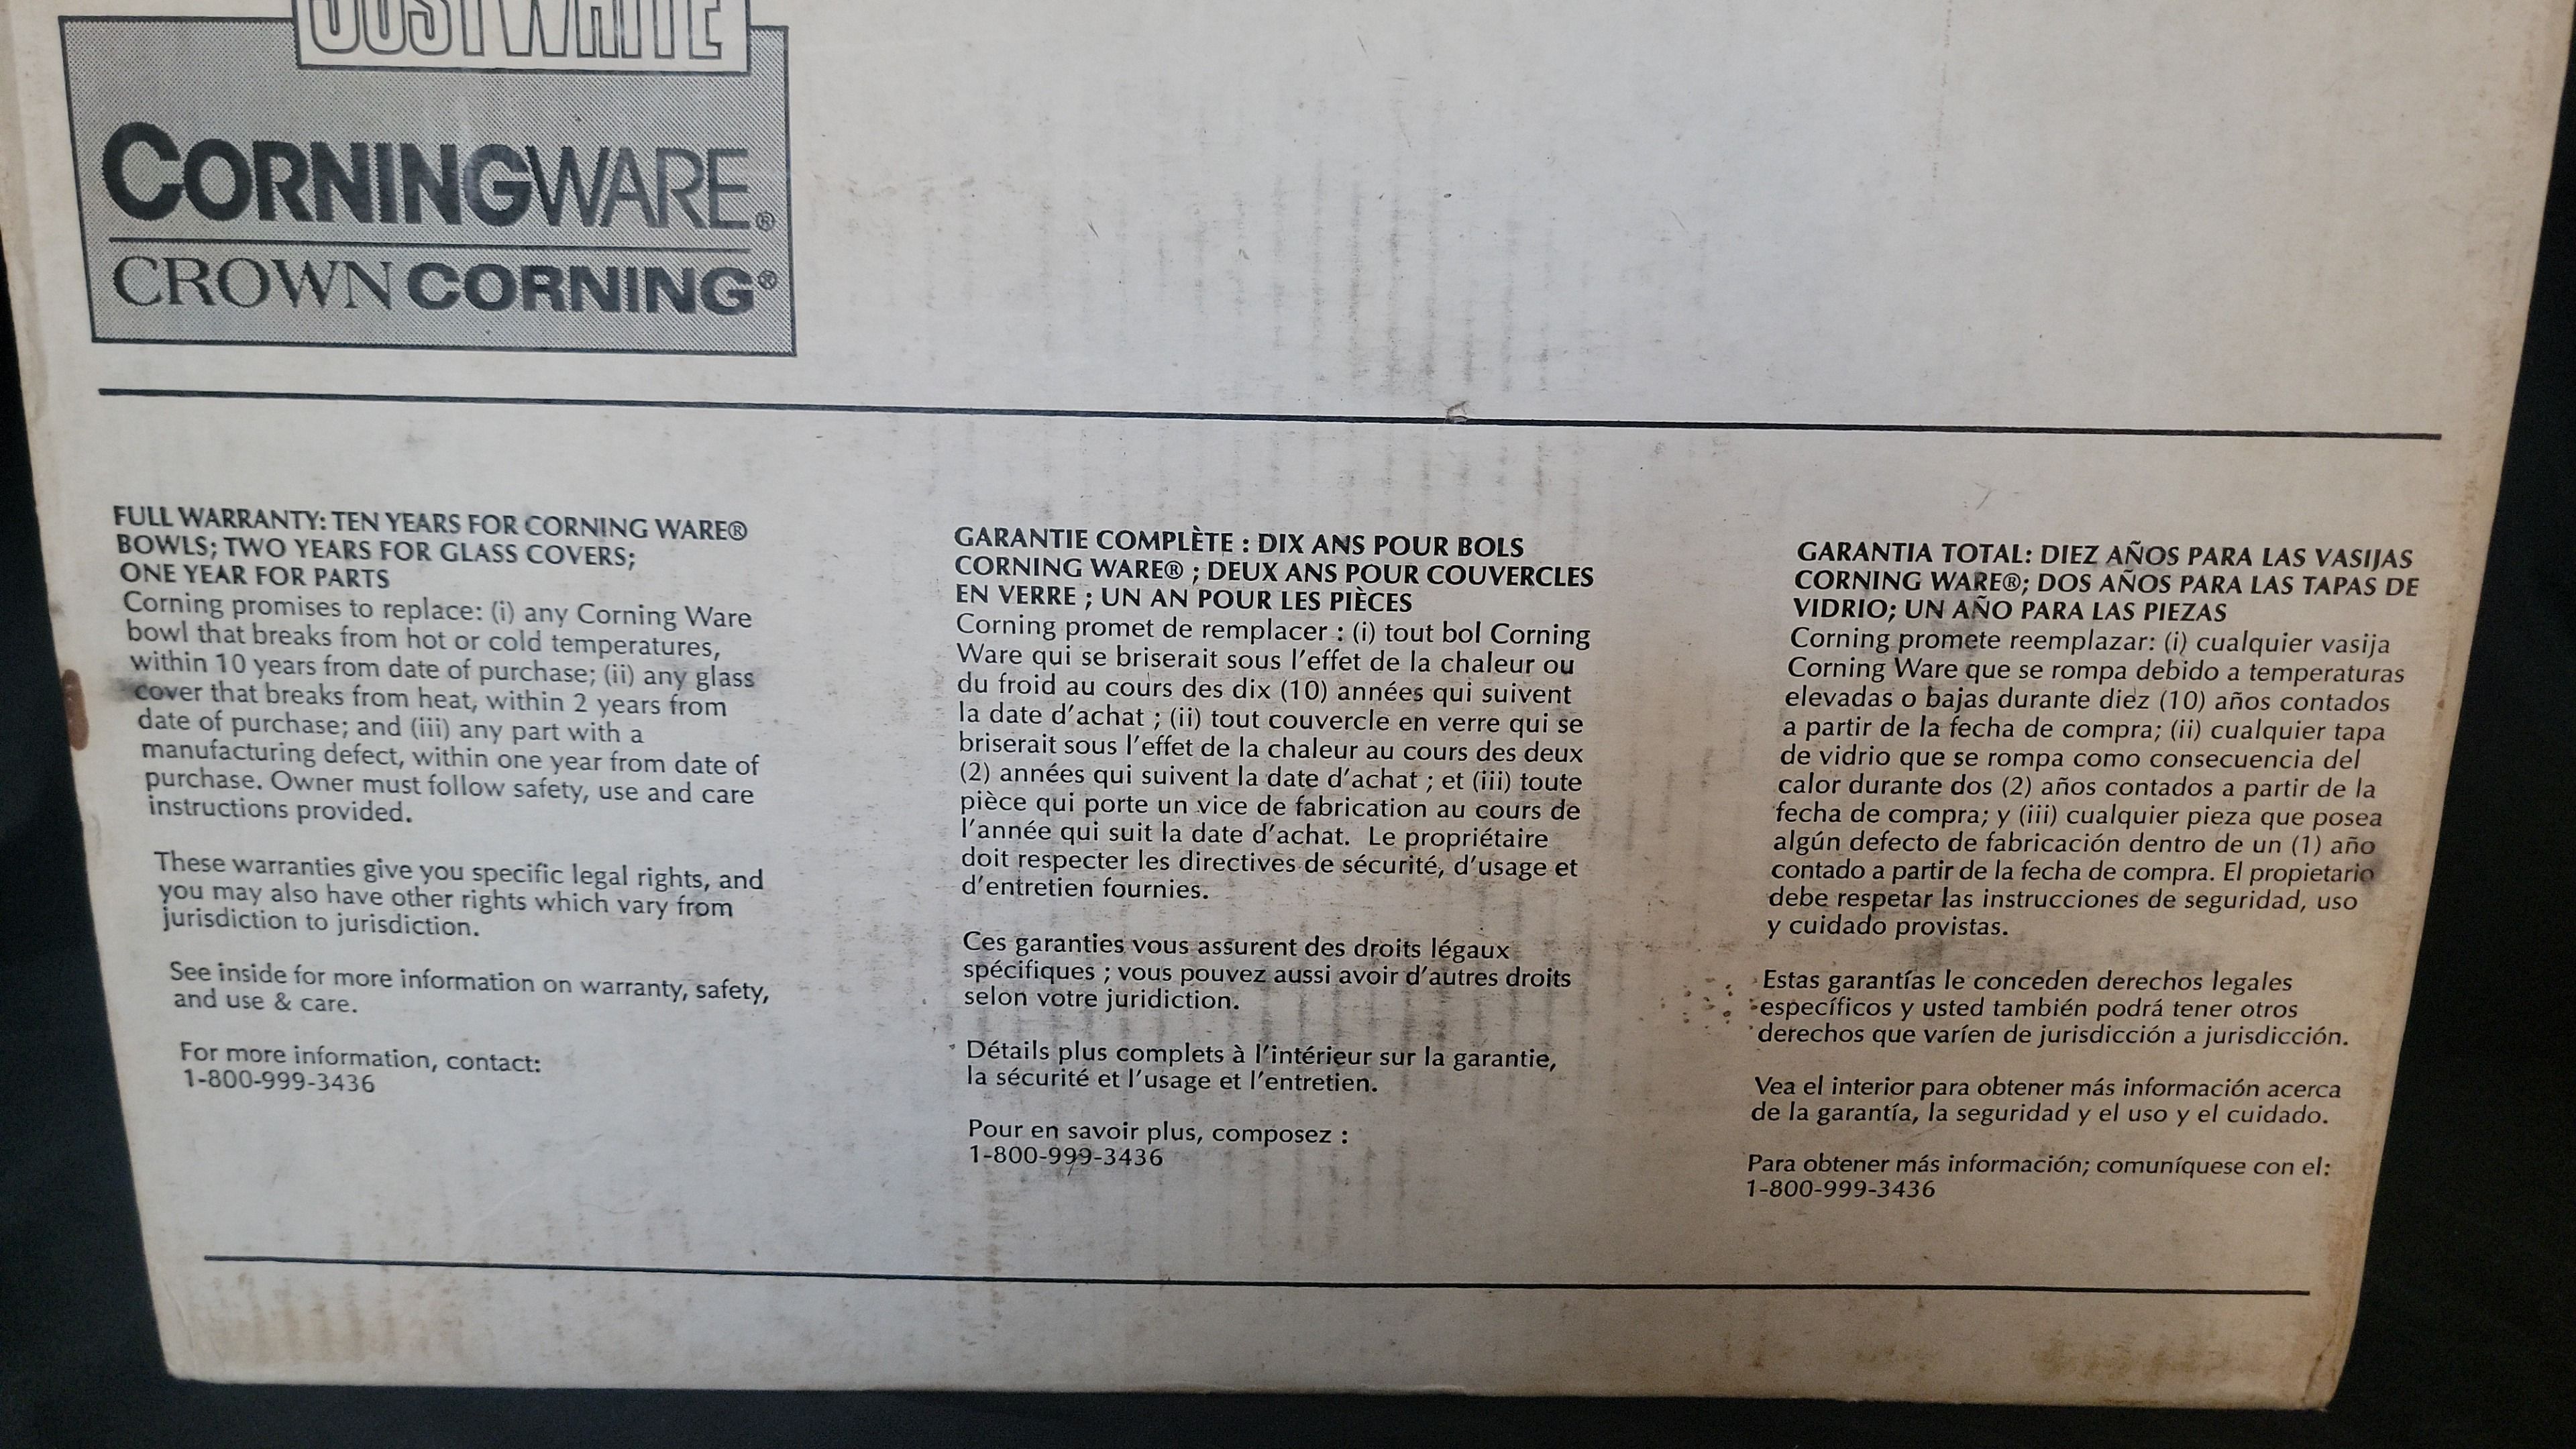 JUST WHITE
CORNINGWARE®
CROWN CORNING®
FULL WARRANTY: TEN YEARS FOR CORNING WARE®
BOWLS; TWO YEARS FOR GLASS COVERS;
ONE YEAR FOR PARTS
Corning promises to replace: (i) any Corning Ware
bowl that breaks from hot or cold temperatures,
within 10 years from date of purchase; (ii) any glass
cover that breaks from heat, within 2 years from
date of purchase; and (iii) any part with a
manufacturing defect, within one year from date of
purchase. Owner must follow safety, use and care
instructions provided.
These warranties give you specific legal rights, and
you may also have other rights which vary from
jurisdiction to jurisdiction.
See inside for more information on warranty, safety,
and use & care.
For more information, contact:
1-800-999-3436
GARANTIE COMPLÈTE : DIX ANS POUR BOLS
CORNING WARE® ; DEUX ANS POUR COUVERCLES
EN VERRE ; UN AN POUR LES PIÈCES
Corning promet de remplacer : (i) tout bol Corning
Ware qui se briserait sous l'effet de la chaleur ou
du froid au cours des dix (10) années qui suivent
la date d'achat ; (ii) tout couvercle en verre qui se
briserait sous l'effet de la chaleur au cours des deux
(2) années qui suivent la date d'achat ; et (iii) toute
pièce qui porte un vice de fabrication au cours de
l'année qui suit la date d'achat. Le propriétaire
doit respecter les directives de sécurité, d'usage et
d'entretien fournies.
Ces garanties vous assurent des droits légaux
spécifiques ; vous pouvez aussi avoir d'autres droits
selon votre juridiction.
Détails plus complets à l'intérieur sur la garantie,
la sécurité et l'usage et l'entretien.
Pour en savoir plus, composez :
1-800-999-3436
GARANTIA TOTAL: DIEZ AÑOS PARA LAS VASIJAS
CORNING WARE®; DOS AÑOS PARA LAS TAPAS DE
VIDRIO; UN AÑO PARA LAS PIEZAS
Corning promete reemplazar: (i) cualquier vasija
Corning Ware que se rompa debido a temperaturas
elevadas o bajas durante diez (10) años contados
a partir de la fecha de compra; (ii) cualquier tapa
de vidrio que se rompa como consecuencia del
calor durante dos (2) años contados a partir de la
fecha de compra; y (iii) cualquier pieza que posea
algún defecto de fabricación dentro de un (1) año
contado a partir de la fecha de compra. El propietario
debe respetar las instrucciones de seguridad, uso
y cuidado provistas.
Estas garantías le conceden derechos legales
específicos y usted también podrá tener otros
derechos que varíen de jurisdicción a jurisdicción.
Vea el interior para obtener más información acerca
de la garantía, la seguridad y el uso y el cuidado.
Para obtener más información; comuníquese con el:
1-800-999-3436